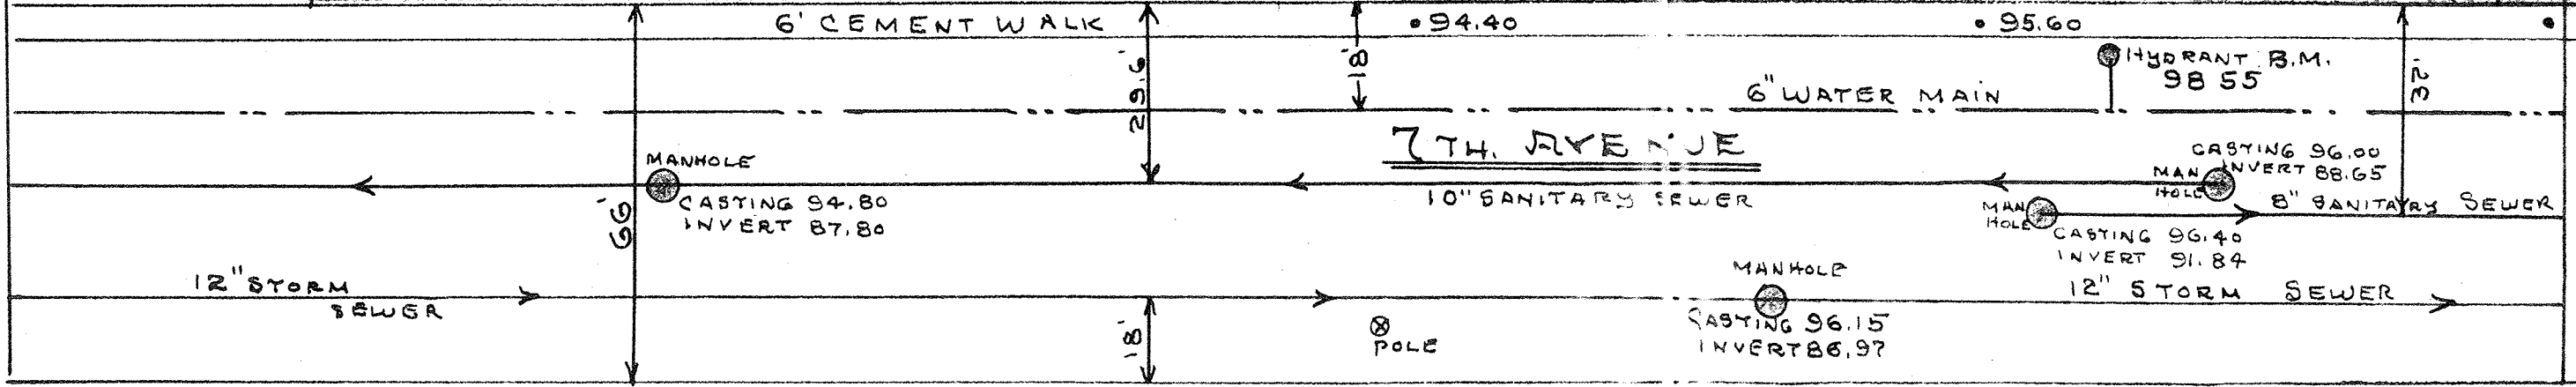 6' CEMENT WALK
94.40
95.60
29.6'
18'
HYDRANT B.M.
98 55
32'
6" WATER MAIN
7TH. AVENUE
MANHOLE
CASTING 94.80
INVERT 87.80
66'
10" SANITARY SEWER
CASTING 96.00
INVERT 88.65
MAN
HOLE
8" SANITARY SEWER
MAN
HOLE
CASTING 96.40
INVERT 91.84
12" STORM
SEWER
18'
POLE
MANHOLE
CASTING 96.15
INVERT 86.97
12" STORM SEWER